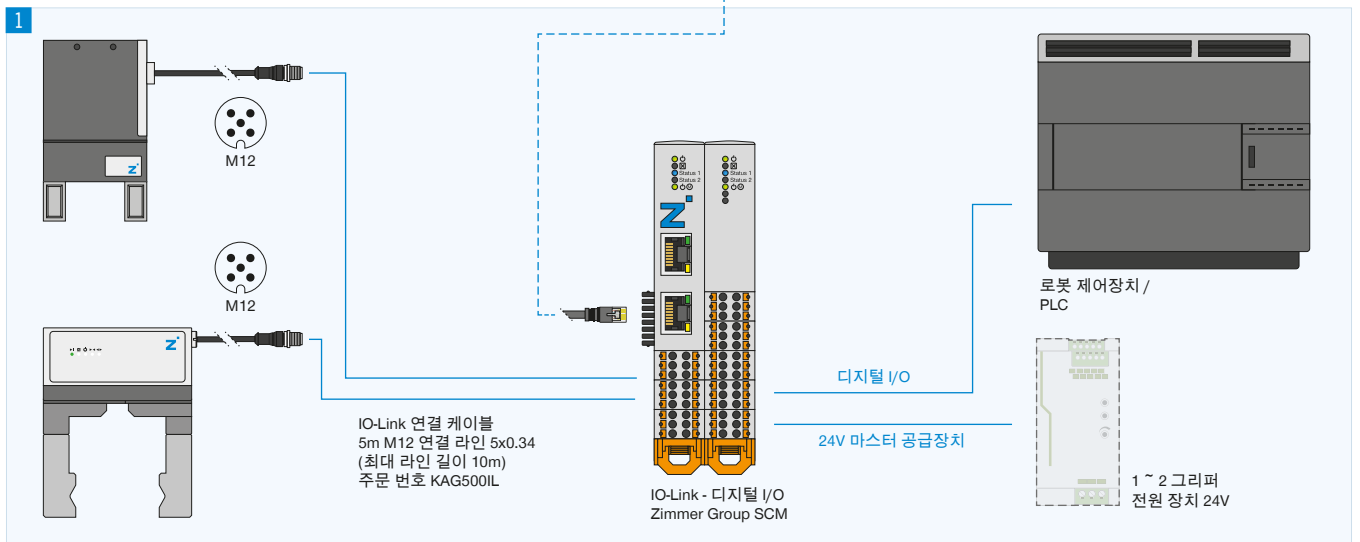 1
M12
M12
IO-Link 연결 케이블
5m M12 연결 라인 5x0.34
(최대 라인 길이 10m)
주문 번호 KAG500IL
Status 1
Status 2
Status 1
Status 2
IO-Link - 디지털 I/O
Zimmer Group SCM
디지털 I/O
24V 마스터 공급장치
로봇 제어장치 /
PLC
1 ~ 2 그리퍼
전원 장치 24V